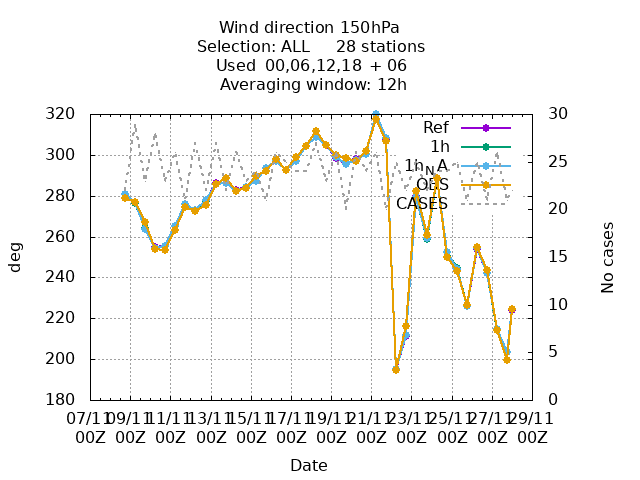 Wind direction 150hPa
Selection: ALL 28 stations
Used 00,06,12,18 + 06
Averaging window: 12h
320
300
280
260
240
220
200
180
deg
30
25
20
15
10
5
0
No cases
Ref
1h
1h_NA
OBS
CASES
07/11 09/11 11/11 13/11 15/11 17/11 19/11 21/11 23/11 25/11 27/11 29/11
00Z 00Z 00Z 00Z 00Z 00Z 00Z 00Z 00Z 00Z 00Z 00Z
Date